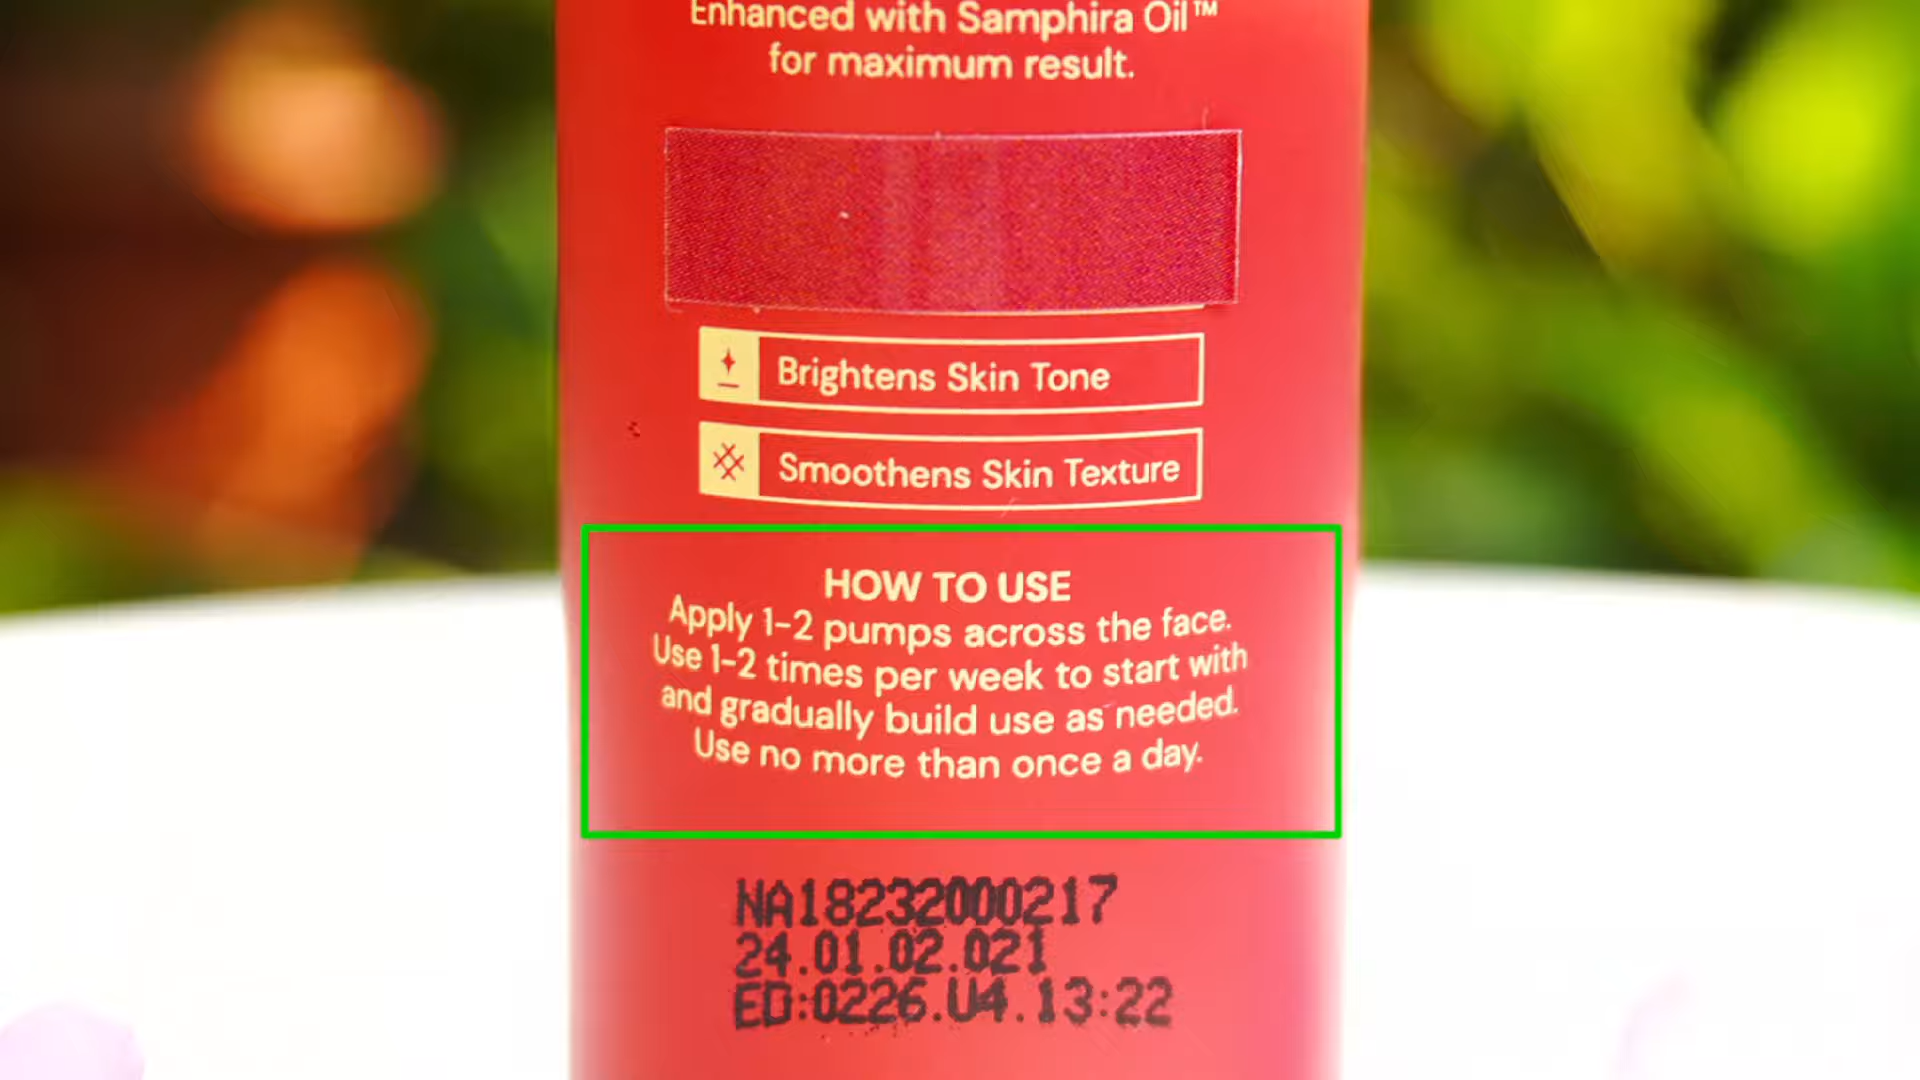 Enhanced with Samphira Oil™
for maximum result.
Brightens Skin Tone
Smoothens Skin Texture
HOW TO USE
Apply 1-2 pumps across the face.
Use 1-2 times per week to start with
and gradually build use as needed.
Use no more than once a day.
NA18232000217
24.01.02.021
ED:0226.U4.13:22